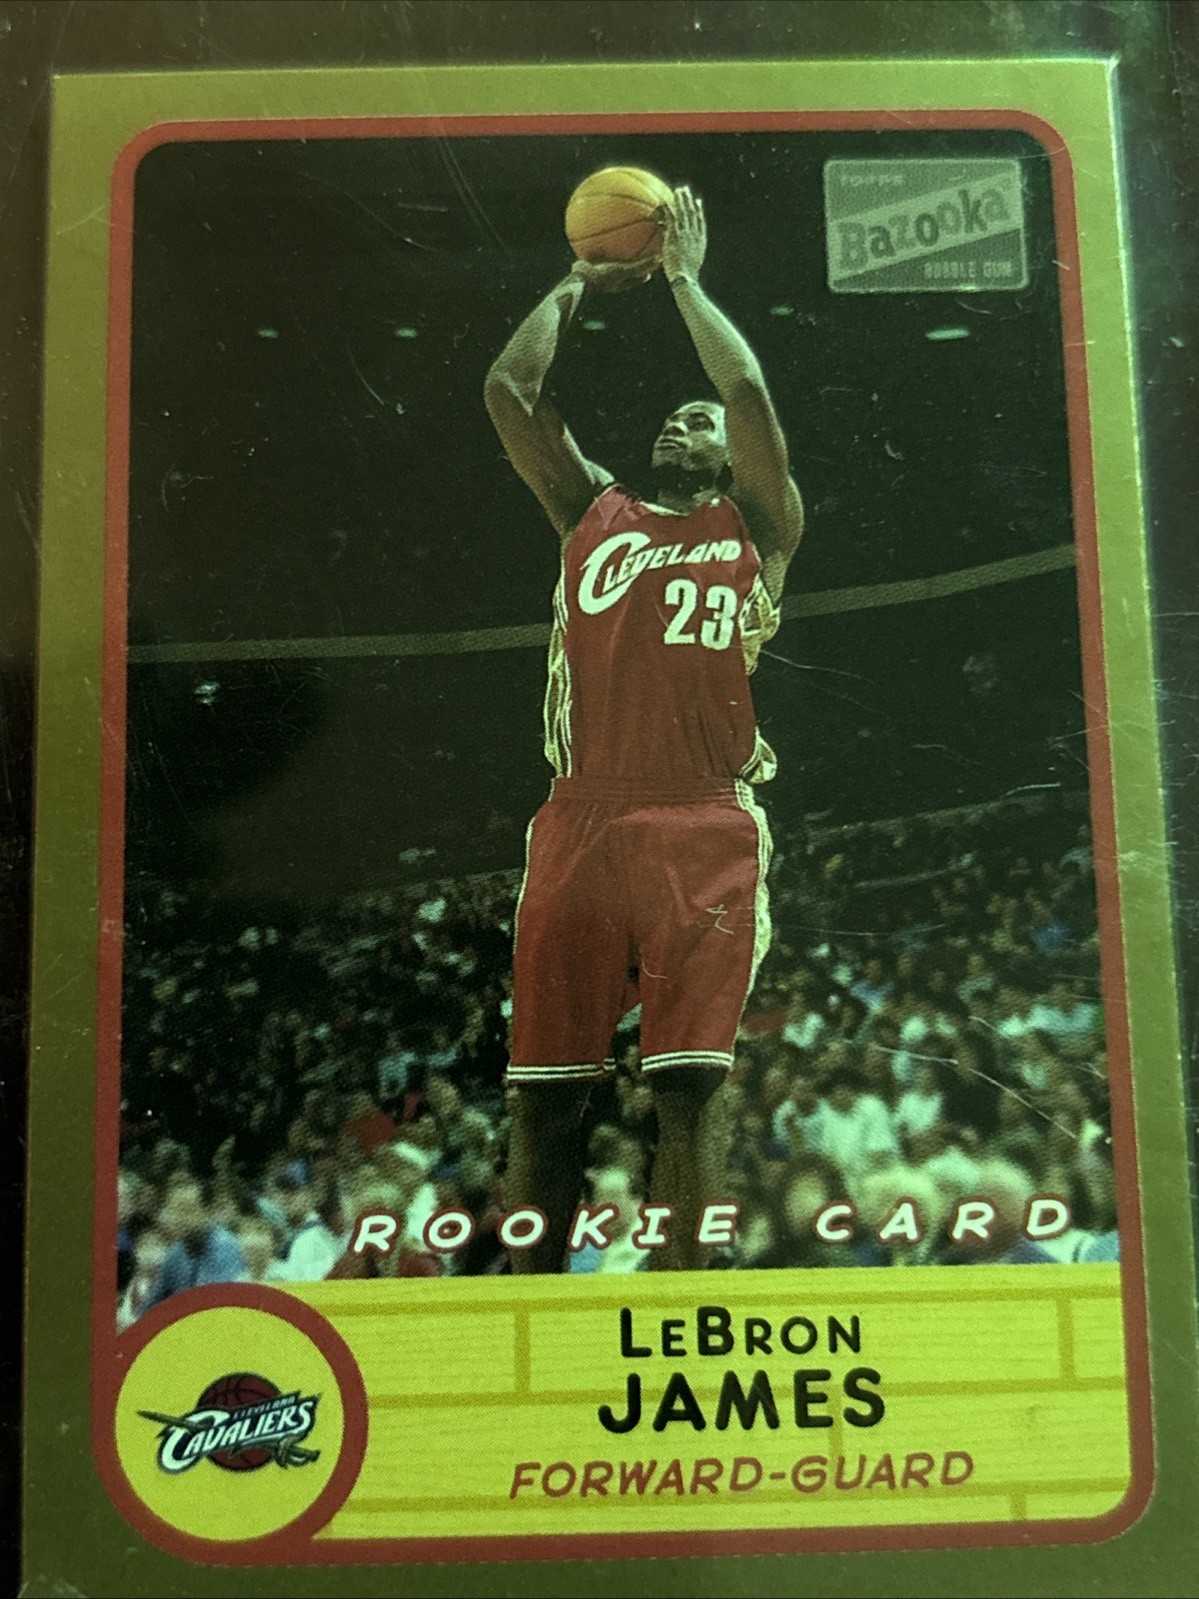 TOPPS
Bazooka
BUBBLE GUM
CLEVELAND
23
ROOKIE CARD
LEBRON
JAMES
FORWARD-GUARD
CLEVELAND
CAVALIERS